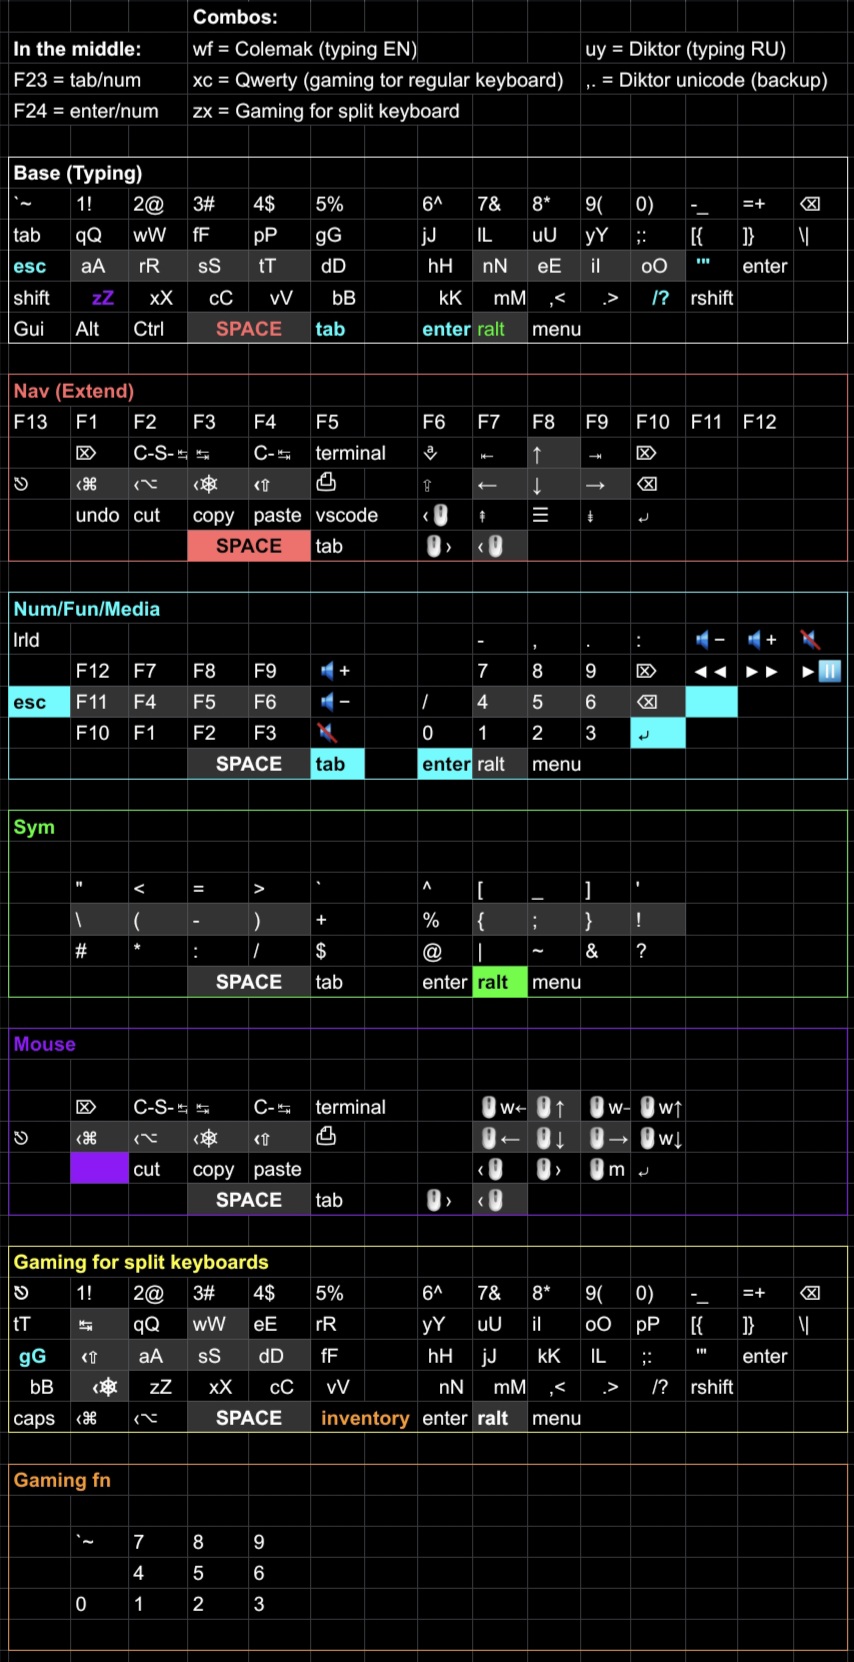 Combos:
In the middle: wf = Colemak (typing EN) uy = Diktor (typing RU)
F23 = tab/num xc = Qwerty (gaming tor regular keyboard) ,. = Diktor unicode (backup)
F24 = enter/num zx = Gaming for split keyboard
Base (Typing)
`~ 1! 2@ 3# 4$ 5% 6^ 7& 8* 9( 0) -_ =+ ⌫
tab qQ wW fF pP gG jJ lL uU yY ;: [{ ]} \|
esc aA rR sS tT dD hH nN eE iI oO '" enter
shift zZ xX cC vV bB kK mM ,< .> /? rshift
Gui Alt Ctrl SPACE tab enter ralt menu
Nav (Extend)
F13 F1 F2 F3 F4 F5 F6 F7 F8 F9 F10 F11 F12
⌦ C-S-↹ ↹ C-↹ terminal ⇤ ↑ ⇥ ⌦
⎋ ‹⌘ ‹⌥ ‹⎈ ‹⇧ ⎙ ⇧ ← ↓ → ⌫
undo cut copy paste vscode ‹🖱 ⇞ ☰ ⇟ ⏎
SPACE tab 🖱› ‹🖱
Num/Fun/Media
lrld - , . : 🔈− 🔈+ 🔇
F12 F7 F8 F9 🔈+ 7 8 9 ⌦ ◄◄ ►► ►⏸
esc F11 F4 F5 F6 🔈− / 4 5 6 ⌫
F10 F1 F2 F3 🔇 0 1 2 3 ⏎
SPACE tab enter ralt menu
Sym
" < = > ` ^ [ _ ] '
\ ( - ) + % { ; } !
# * : / $ @ | ~ & ?
SPACE tab enter ralt menu
Mouse
⌦ C-S-↹ ↹ C-↹ terminal 🖱w← 🖱↑ 🖱w- 🖱w↑
⎋ ‹⌘ ‹⌥ ‹⎈ ‹⇧ ⎙ 🖱← 🖱↓ 🖱→ 🖱w↓
cut copy paste ‹🖱 🖱› 🖱m ⏎
SPACE tab 🖱› ‹🖱
Gaming for split keyboards
⎋ 1! 2@ 3# 4$ 5% 6^ 7& 8* 9( 0) -_ =+ ⌫
tT ↹ qQ wW eE rR yY uU iI oO pP [{ ]} \|
gG ‹⇧ aA sS dD fF hH jJ kK lL ;: '" enter
bB ‹⎈ zZ xX cC vV nN mM ,< .> /? rshift
caps ‹⌘ ‹⌥ SPACE inventory enter ralt menu
Gaming fn
`~ 7 8 9
4 5 6
0 1 2 3